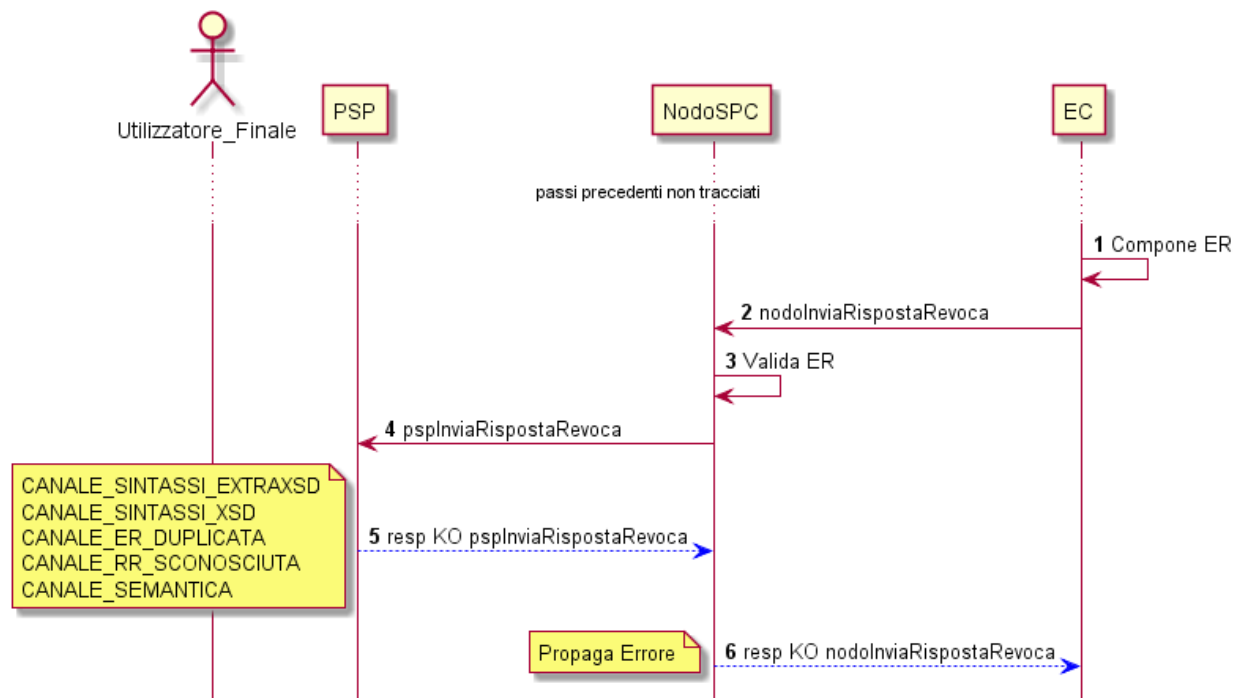 Utilizzatore_Finale
PSP
NodoSPC
EC
passi precedenti non tracciati
1 Compone ER
2 nodoInviaRispostaRevoca
3 Valida ER
4 pspInviaRispostaRevoca
CANALE_SINTASSI_EXTRAXSD
CANALE_SINTASSI_XSD
CANALE_ER_DUPLICATA
CANALE_RR_SCONOSCIUTA
CANALE_SEMANTICA
5 resp KO pspInviaRispostaRevoca
Propaga Errore
6 resp KO nodoInviaRispostaRevoca